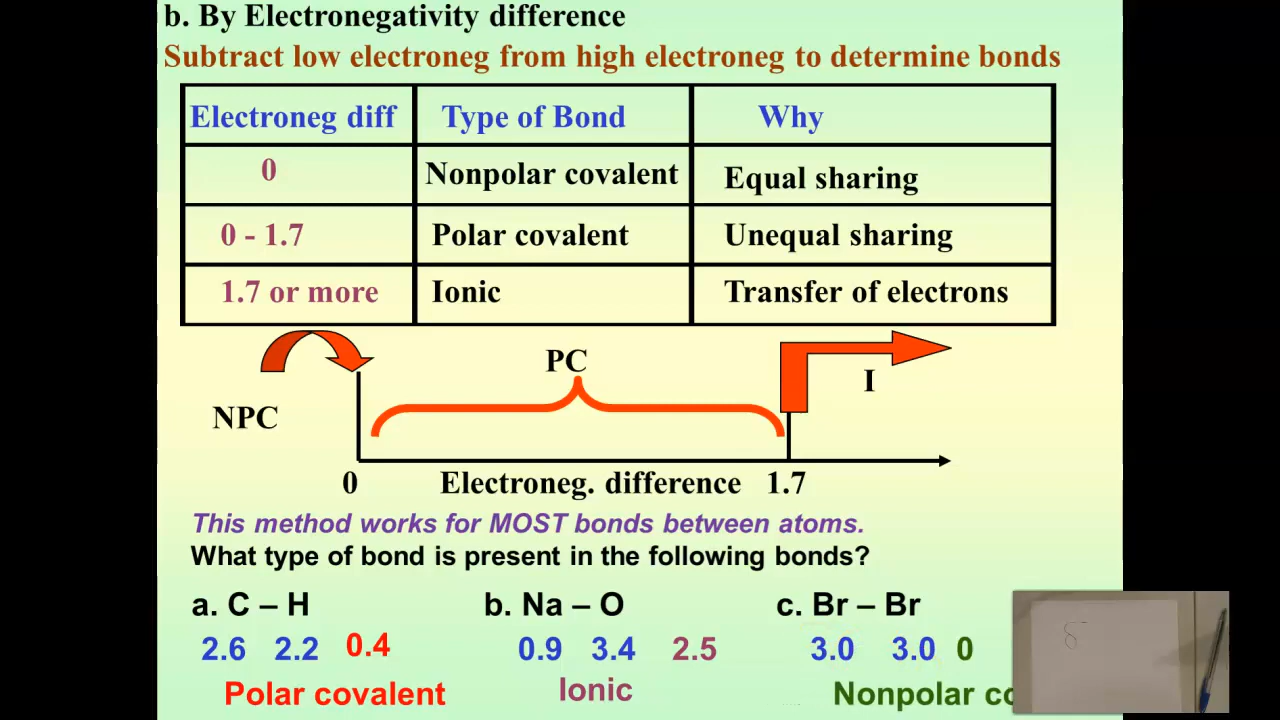 b. By Electronegativity difference
Subtract low electroneg from high electroneg to determine bonds
Electroneg diff Type of Bond Why
0 Nonpolar covalent Equal sharing
0 - 1.7 Polar covalent Unequal sharing
1.7 or more Ionic Transfer of electrons
PC
I
NPC
0 Electroneg. difference 1.7
This method works for MOST bonds between atoms.
What type of bond is present in the following bonds?
a. C – H b. Na – O c. Br – Br
2.6 2.2 0.4 0.9 3.4 2.5 3.0 3.0 0
Polar covalent Ionic Nonpolar